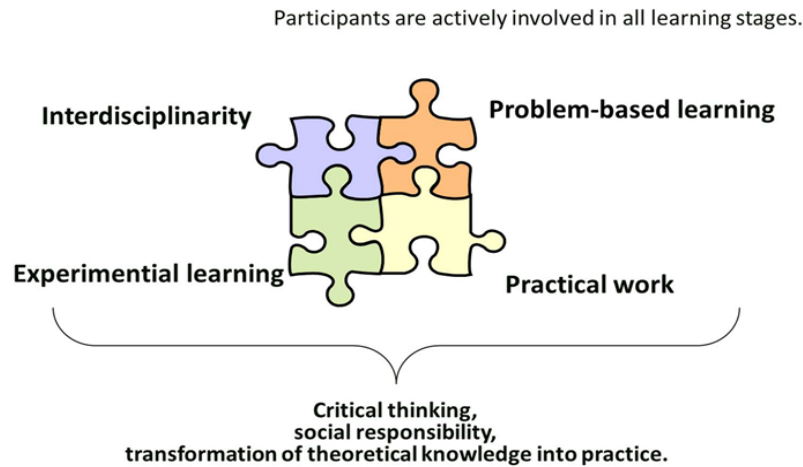 Participants are actively involved in all learning stages.
Interdisciplinarity
Problem-based learning
Experimental learning
Practical work
Critical thinking,
social responsibility,
transformation of theoretical knowledge into practice.